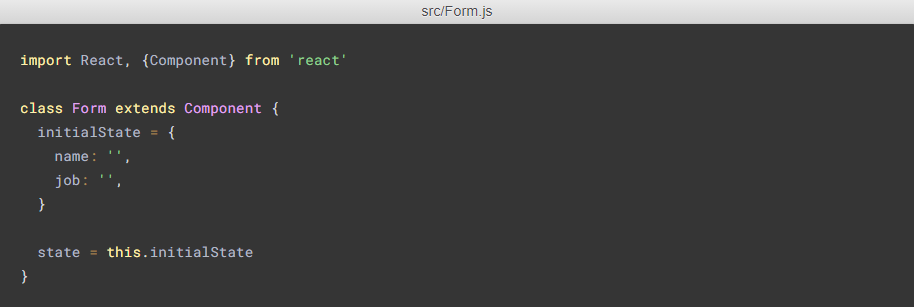 src/Form.js
import React, {Component} from 'react'
class Form extends Component {
initialState = {
name: '',
job: '',
}
state = this.initialState
}